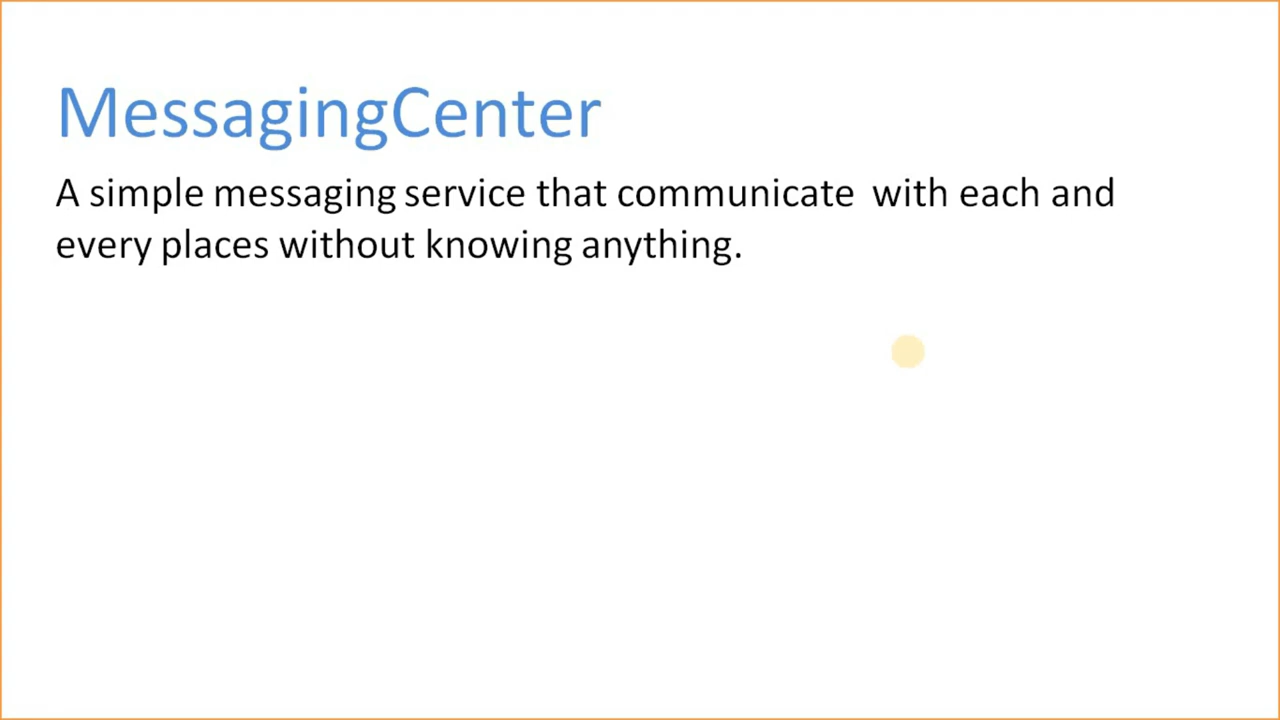 MessagingCenter
A simple messaging service that communicate  with each and
every places without knowing anything.